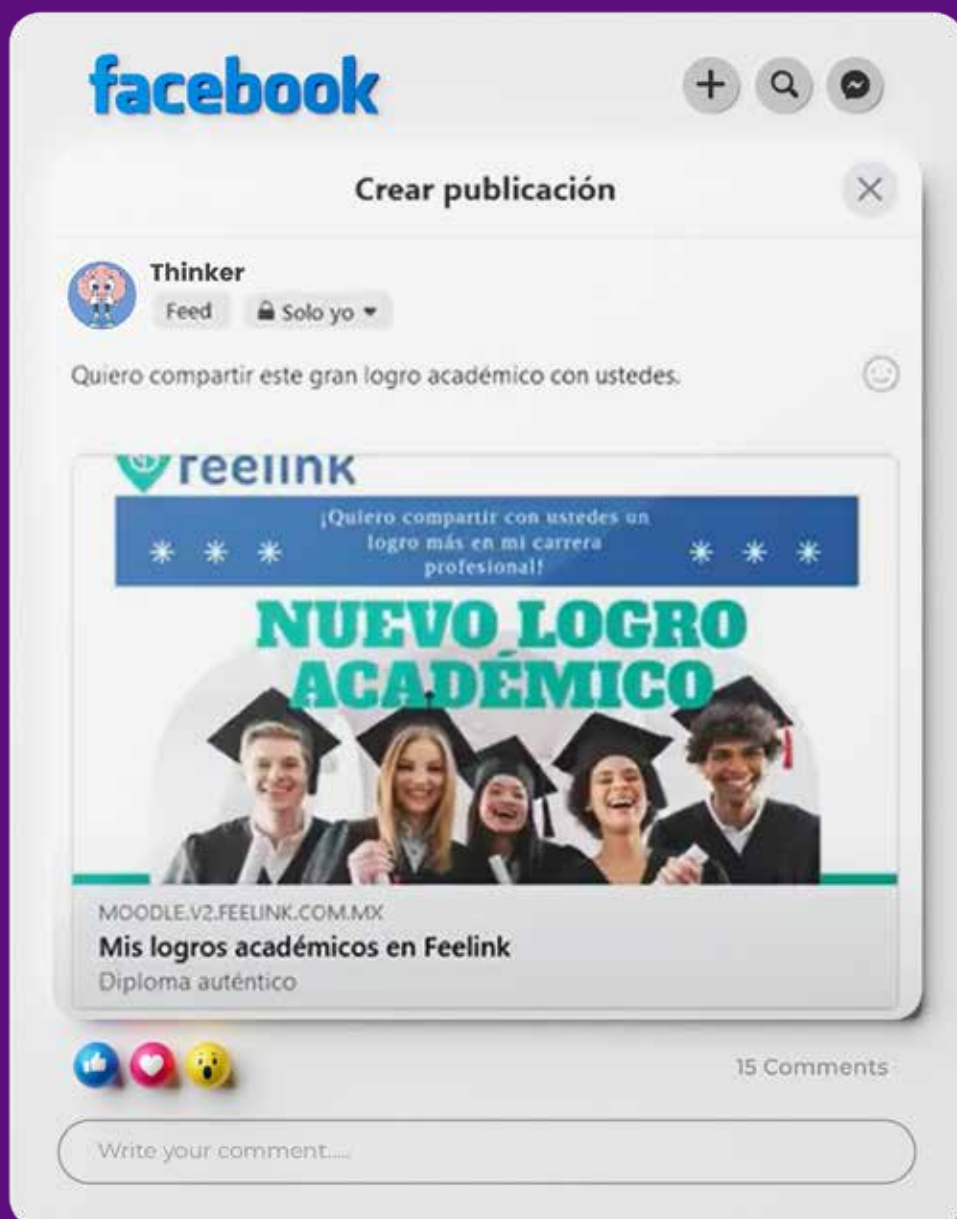 facebook
Crear publicación
Thinker
Feed
Solo yo
Quiero compartir este gran logro académico con ustedes.
feelink
¡Quiero compartir con ustedes un
logro más en mi carrera
profesional!
NUEVO LOGRO
ACADÉMICO
MOODLE.V2.FEELINK.COM.MX
Mis logros académicos en Feelink
Diploma auténtico
15 Comments
Write your comment.....